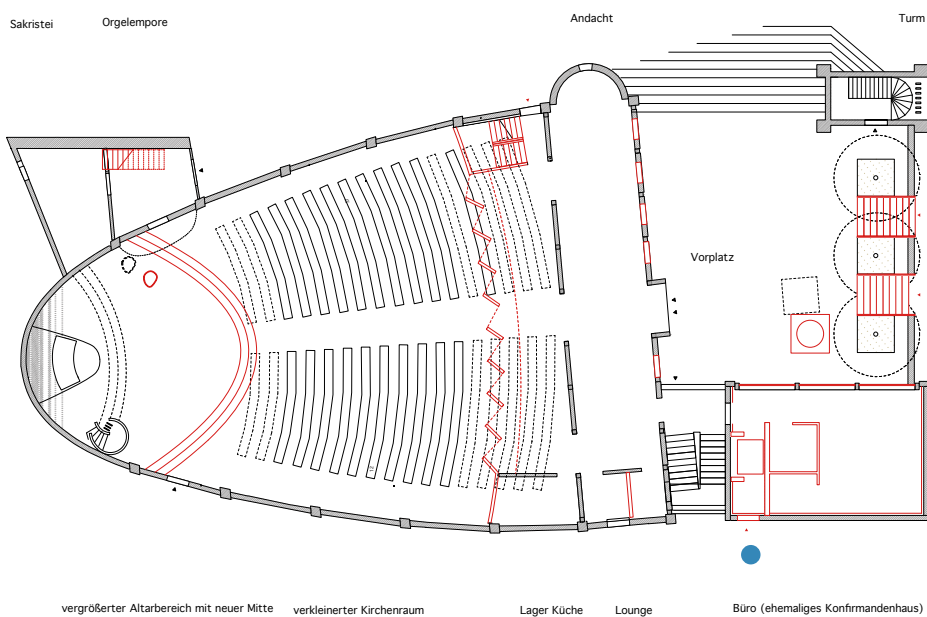 Sakristei
Orgelempore
Andacht
Turm
Vorplatz
vergrößerter Altarbereich mit neuer Mitte
verkleinerter Kirchenraum
Lager Küche
Lounge
Büro (ehemaliges Konfirmandenhaus)